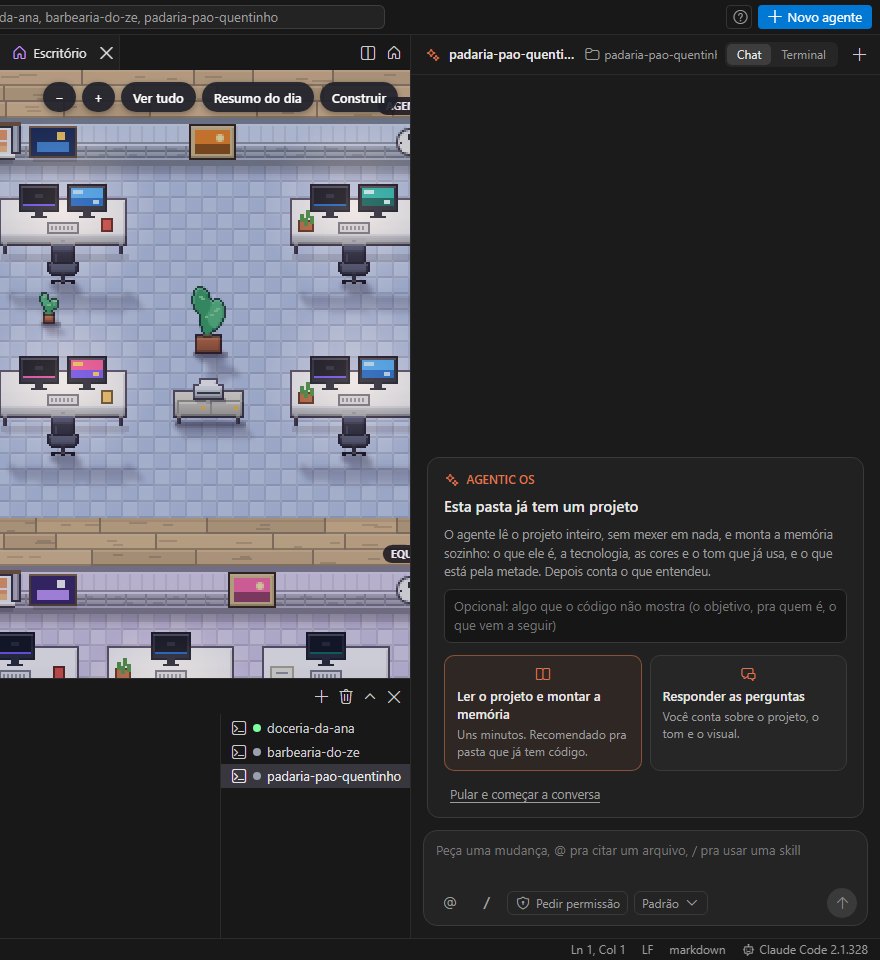 da-ana, barbearia-do-ze, padaria-pao-quentinho
Novo agente
Escritório
padaria-pao-quenti...
padaria-pao-quentinh
Chat
Terminal
−
+
Ver tudo
Resumo do dia
Construir
AGEN
EQU
AGENTIC OS
Esta pasta já tem um projeto
O agente lê o projeto inteiro, sem mexer em nada, e monta a memória
sozinho: o que ele é, a tecnologia, as cores e o tom que já usa, e o que
está pela metade. Depois conta o que entendeu.
Opcional: algo que o código não mostra (o objetivo, pra quem é, o
que vem a seguir)
Ler o projeto e montar a
memória
Uns minutos. Recomendado pra
pasta que já tem código.
Responder as perguntas
Você conta sobre o projeto, o
tom e o visual.
Pular e começar a conversa
doceria-da-ana
barbearia-do-ze
padaria-pao-quentinho
Peça uma mudança, @ pra citar um arquivo, / pra usar uma skill
@
/
Pedir permissão
Padrão
Ln 1, Col 1
LF
markdown
Claude Code 2.1.328